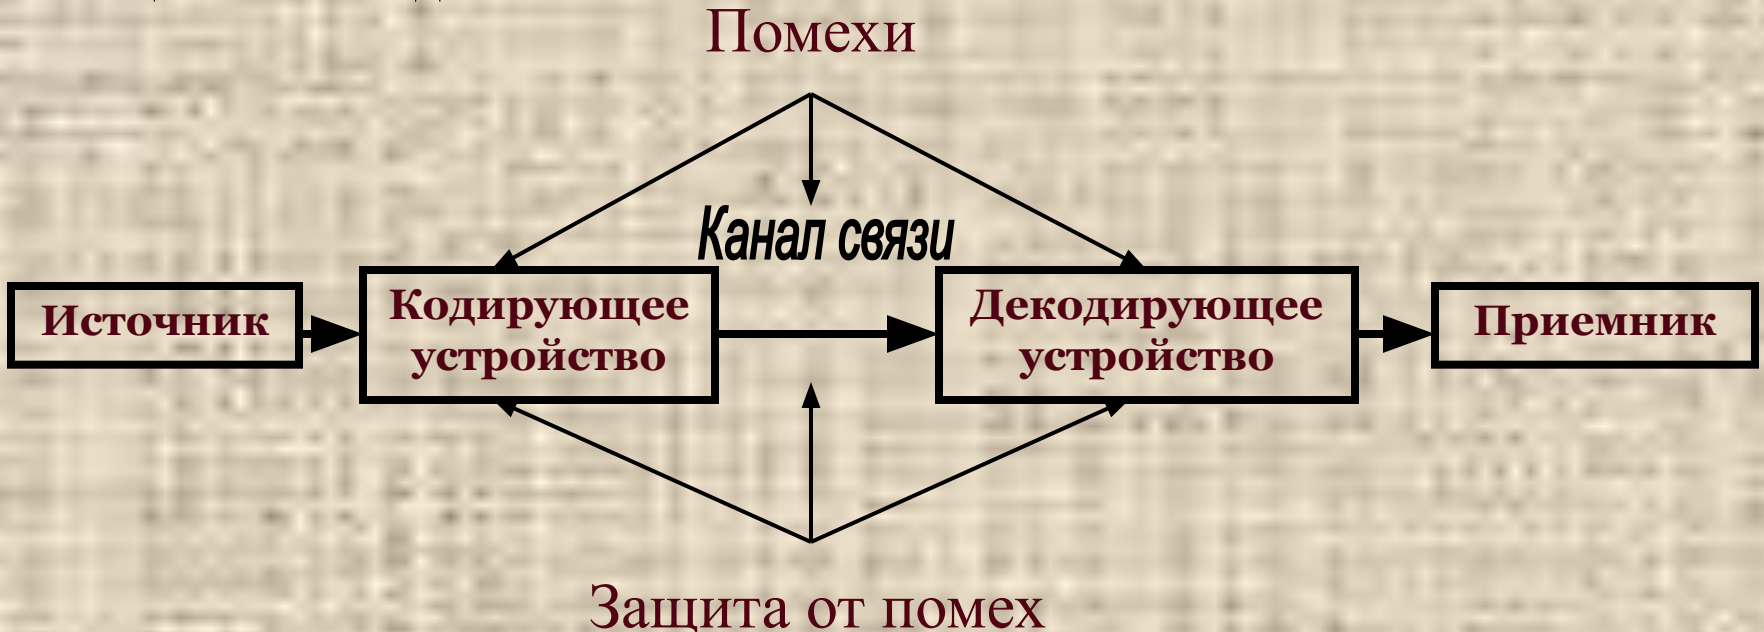 Помехи
Канал связи
Источник
Кодирующее
устройство
Декодирующее
устройство
Приемник
Защита от помех